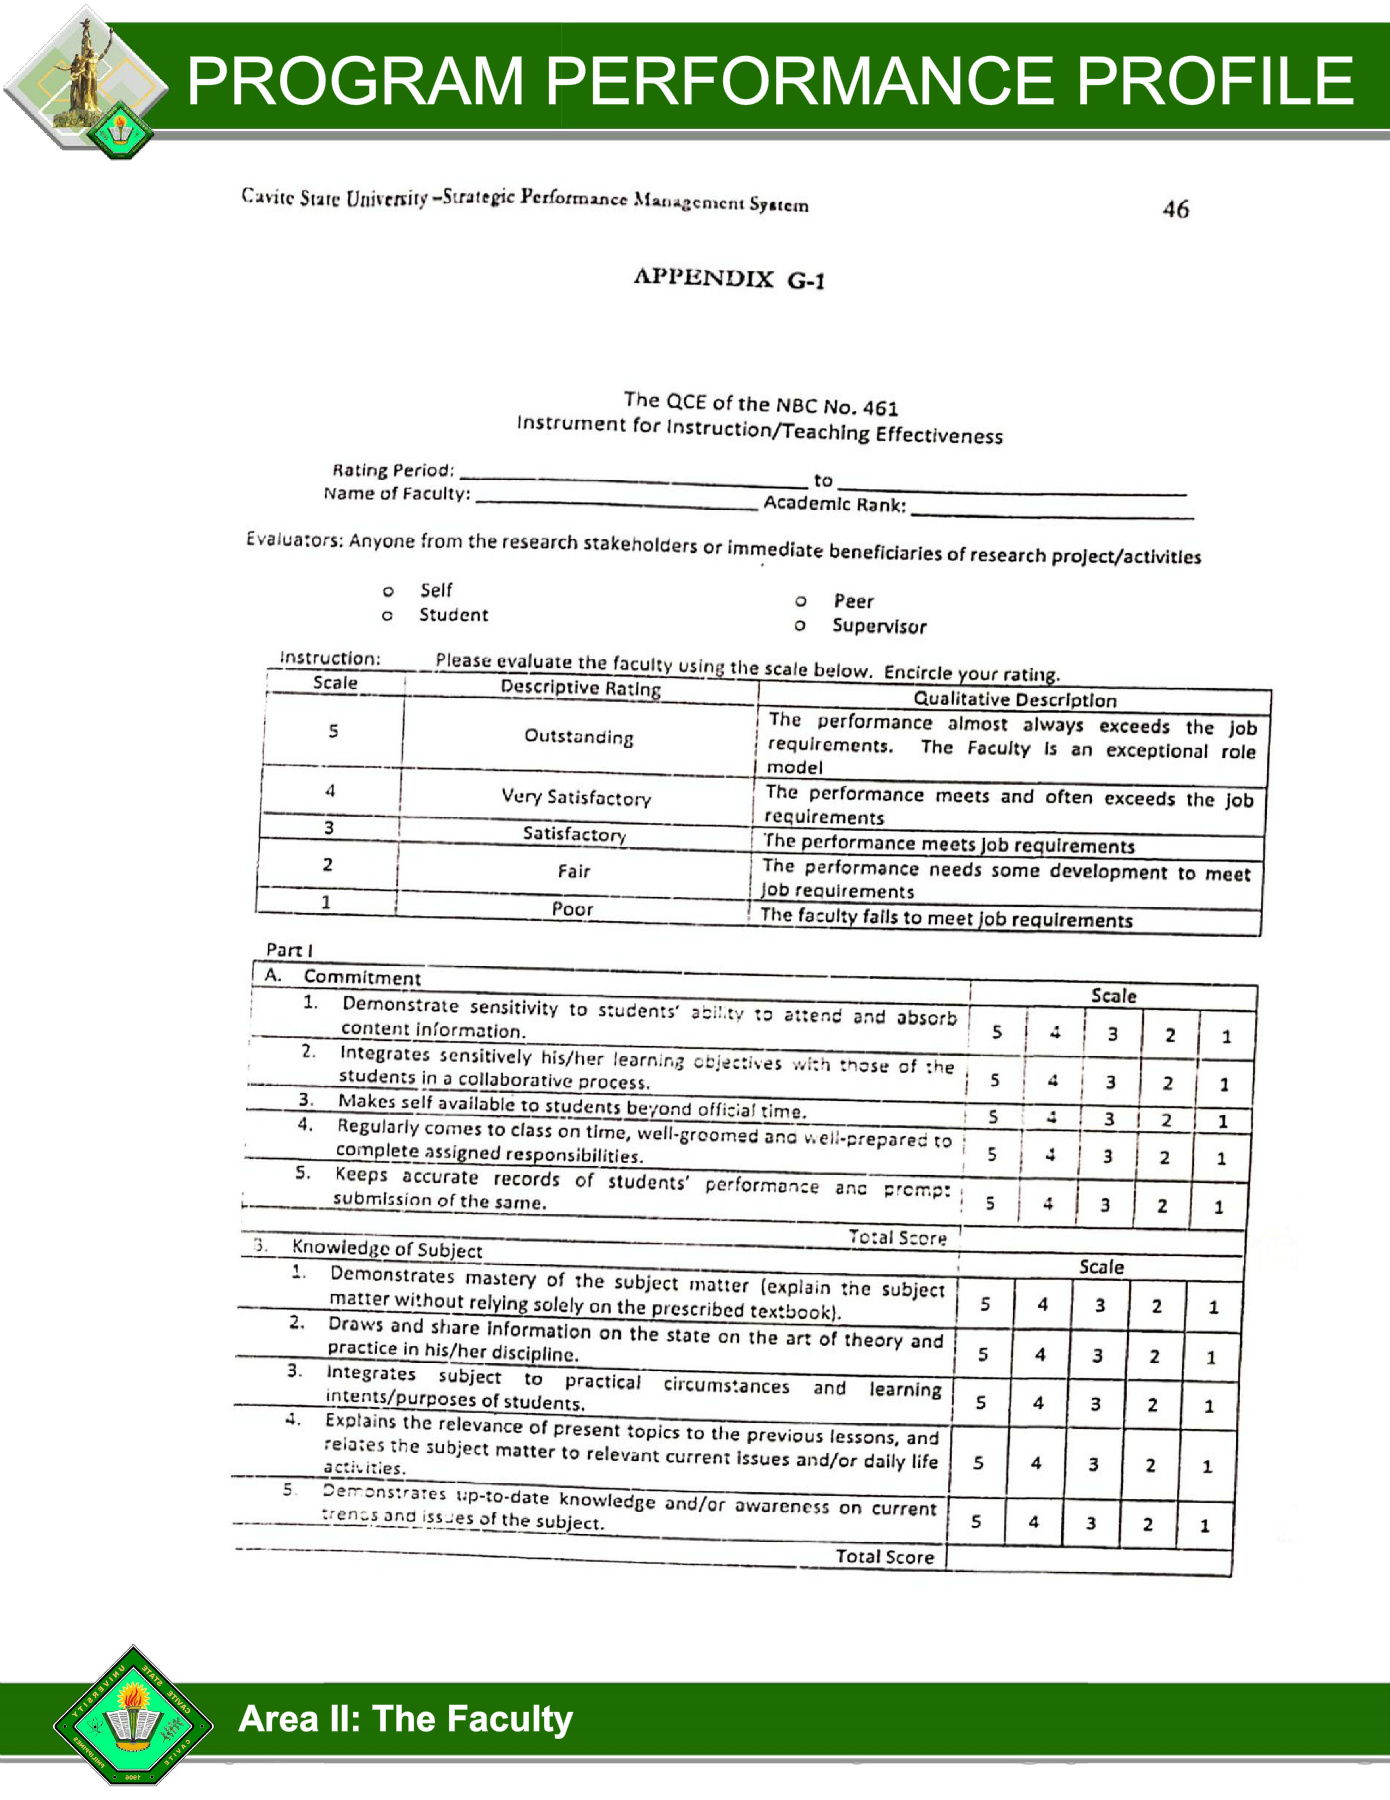 PROGRAM PERFORMANCE PROFILE
Cavite State University –Strategic Performance Management System
46
APPENDIX G-1
The QCE of the NBC No. 461
Instrument for Instruction/Teaching Effectiveness
Rating Period: ____ to ____
Name of Faculty: ____ Academic Rank: ____
Evaluators: Anyone from the research stakeholders or immediate beneficiaries of research project/activities
o Self o Peer
o Student o Supervisor
Instruction: Please evaluate the faculty using the scale below. Encircle your rating.
Scale Descriptive Rating Qualitative Description
5 Outstanding The performance almost always exceeds the job
requirements. The Faculty is an exceptional role
model
4 Very Satisfactory The performance meets and often exceeds the job
requirements
3 Satisfactory The performance meets job requirements
2 Fair The performance needs some development to meet
job requirements
1 Poor The faculty fails to meet job requirements
Part I
A. Commitment Scale
1. Demonstrate sensitivity to students' ability to attend and absorb
content information. 5 4 3 2 1
2. Integrates sensitively his/her learning objectives with those of the
students in a collaborative process. 5 4 3 2 1
3. Makes self available to students beyond official time. 5 4 3 2 1
4. Regularly comes to class on time, well-groomed and well-prepared to
complete assigned responsibilities. 5 4 3 2 1
5. Keeps accurate records of students' performance and prompt
submission of the same. 5 4 3 2 1
Total Score
B. Knowledge of Subject Scale
1. Demonstrates mastery of the subject matter (explain the subject
matter without relying solely on the prescribed textbook). 5 4 3 2 1
2. Draws and share information on the state on the art of theory and
practice in his/her discipline. 5 4 3 2 1
3. Integrates subject to practical circumstances and learning
intents/purposes of students. 5 4 3 2 1
4. Explains the relevance of present topics to the previous lessons, and
relates the subject matter to relevant current issues and/or daily life
activities. 5 4 3 2 1
5. Demonstrates up-to-date knowledge and/or awareness on current
trends and issues of the subject. 5 4 3 2 1
Total Score
CAVITE STATE UNIVERSITY
CAVITE PHILIPPINES
1906
Area II: The Faculty